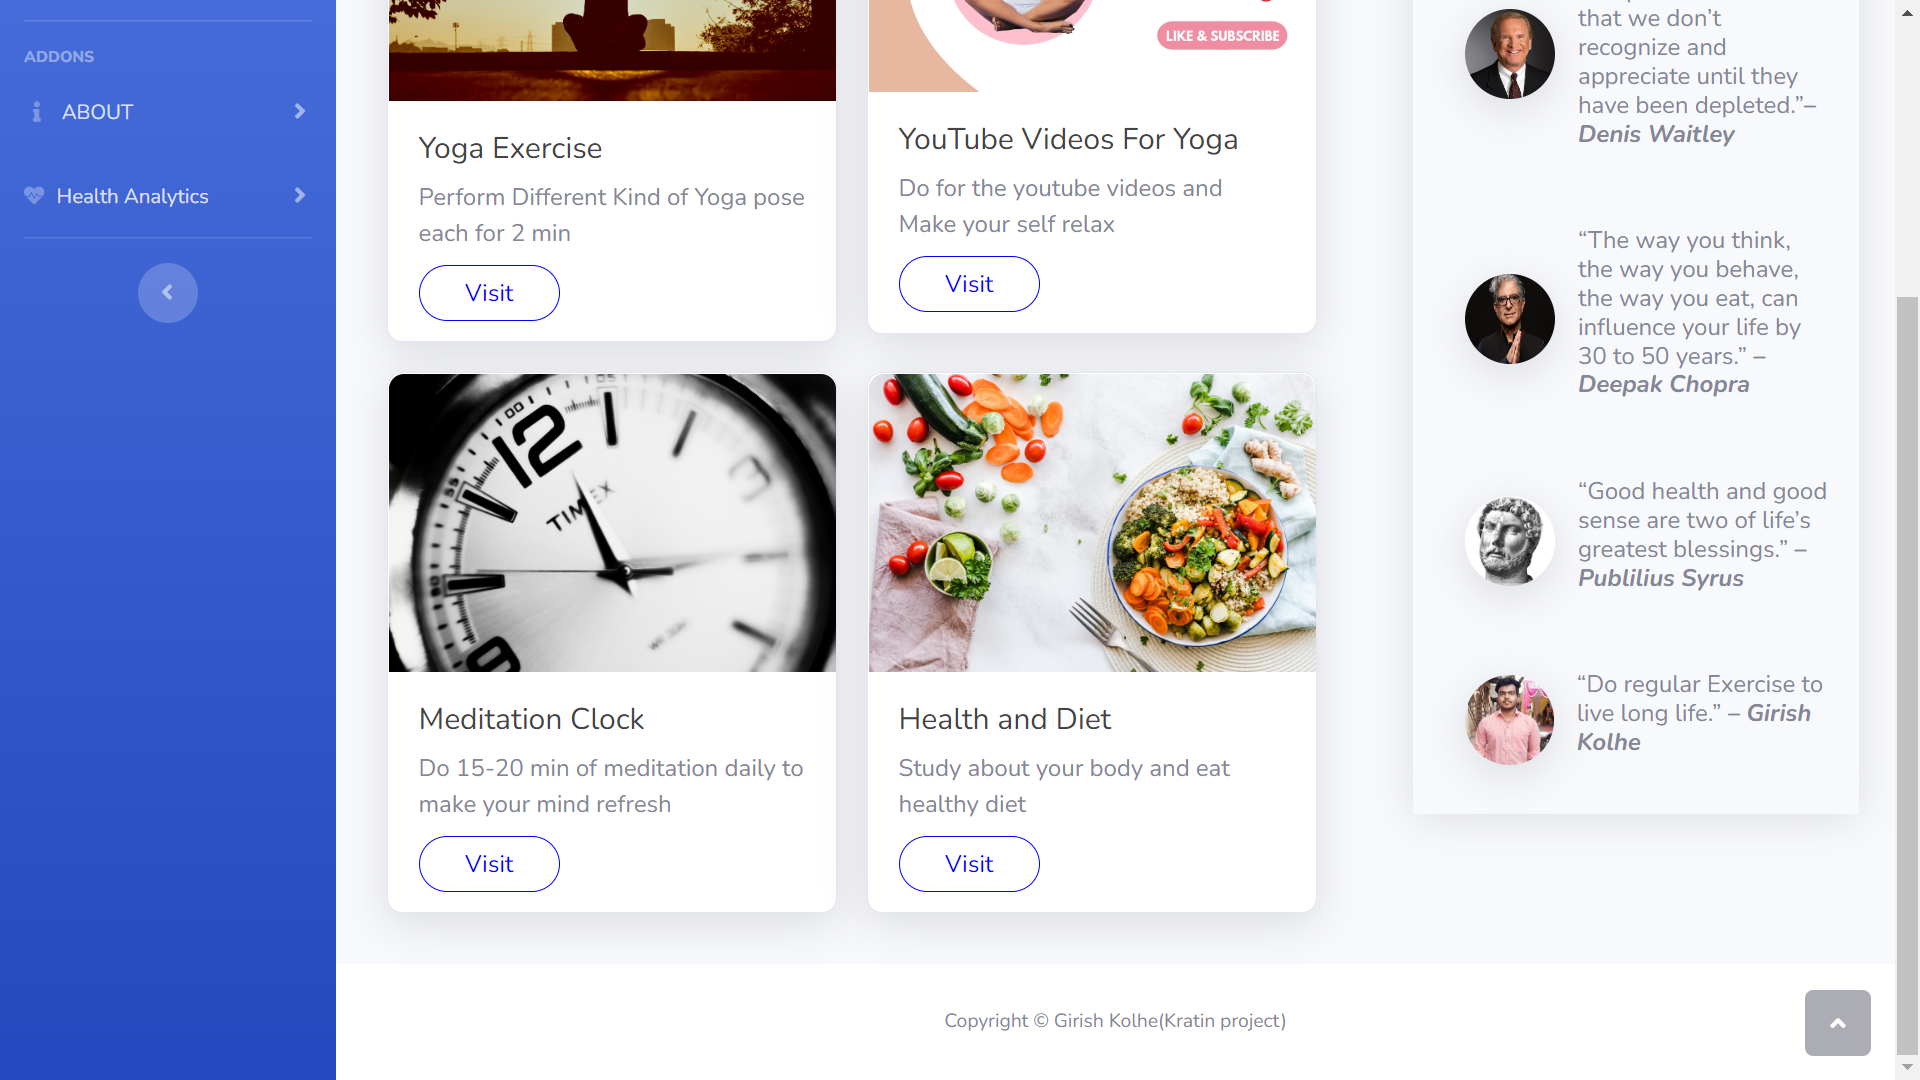 ADDONS
ABOUT
Health Analytics
LIKE & SUBSCRIBE
Yoga Exercise
Perform Different Kind of Yoga pose
each for 2 min
Visit
YouTube Videos For Yoga
Do for the youtube videos and
Make your self relax
Visit
12
00
05
55
TIMEX
9
Meditation Clock
Do 15-20 min of meditation daily to
make your mind refresh
Visit
Health and Diet
Study about your body and eat
healthy diet
Visit
that we don’t
recognize and
appreciate until they
have been depleted.”–
Denis Waitley
“The way you think,
the way you behave,
the way you eat, can
influence your life by
30 to 50 years.” –
Deepak Chopra
“Good health and good
sense are two of life’s
greatest blessings.” –
Publilius Syrus
“Do regular Exercise to
live long life.” – Girish
Kolhe
Copyright © Girish Kolhe(Kratin project)